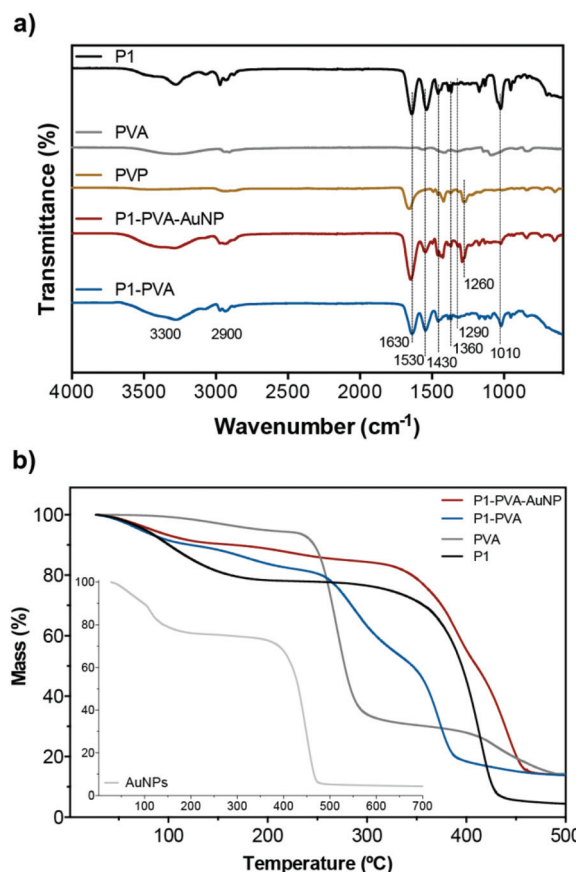 a)
P1
PVA
PVP
P1-PVA-AuNP
P1-PVA
Transmittance (%)
3300 2900 1630 1530 1430 1360 1290 1260 1010
4000 3500 3000 2500 2000 1500 1000
Wavenumber (cm⁻¹)
b)
P1-PVA-AuNP
P1-PVA
PVA
P1
Mass (%)
100
80
60
40
20
0
100
80
60
40
20
0
AuNPs
0 100 200 300 400 500 600 700
100 200 300 400 500
Temperature (ºC)